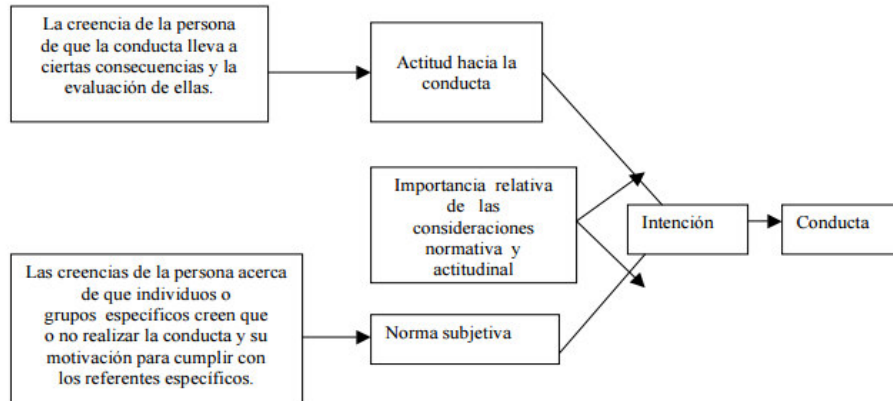 La creencia de la persona
de que la conducta lleva a
ciertas consecuencias y la
evaluación de ellas.
Actitud hacia la
conducta
Importancia relativa
de las
consideraciones
normativa y
actitudinal
Intención
Conducta
Las creencias de la persona acerca
de que individuos o
grupos específicos creen que
o no realizar la conducta y su
motivación para cumplir con
los referentes específicos.
Norma subjetiva